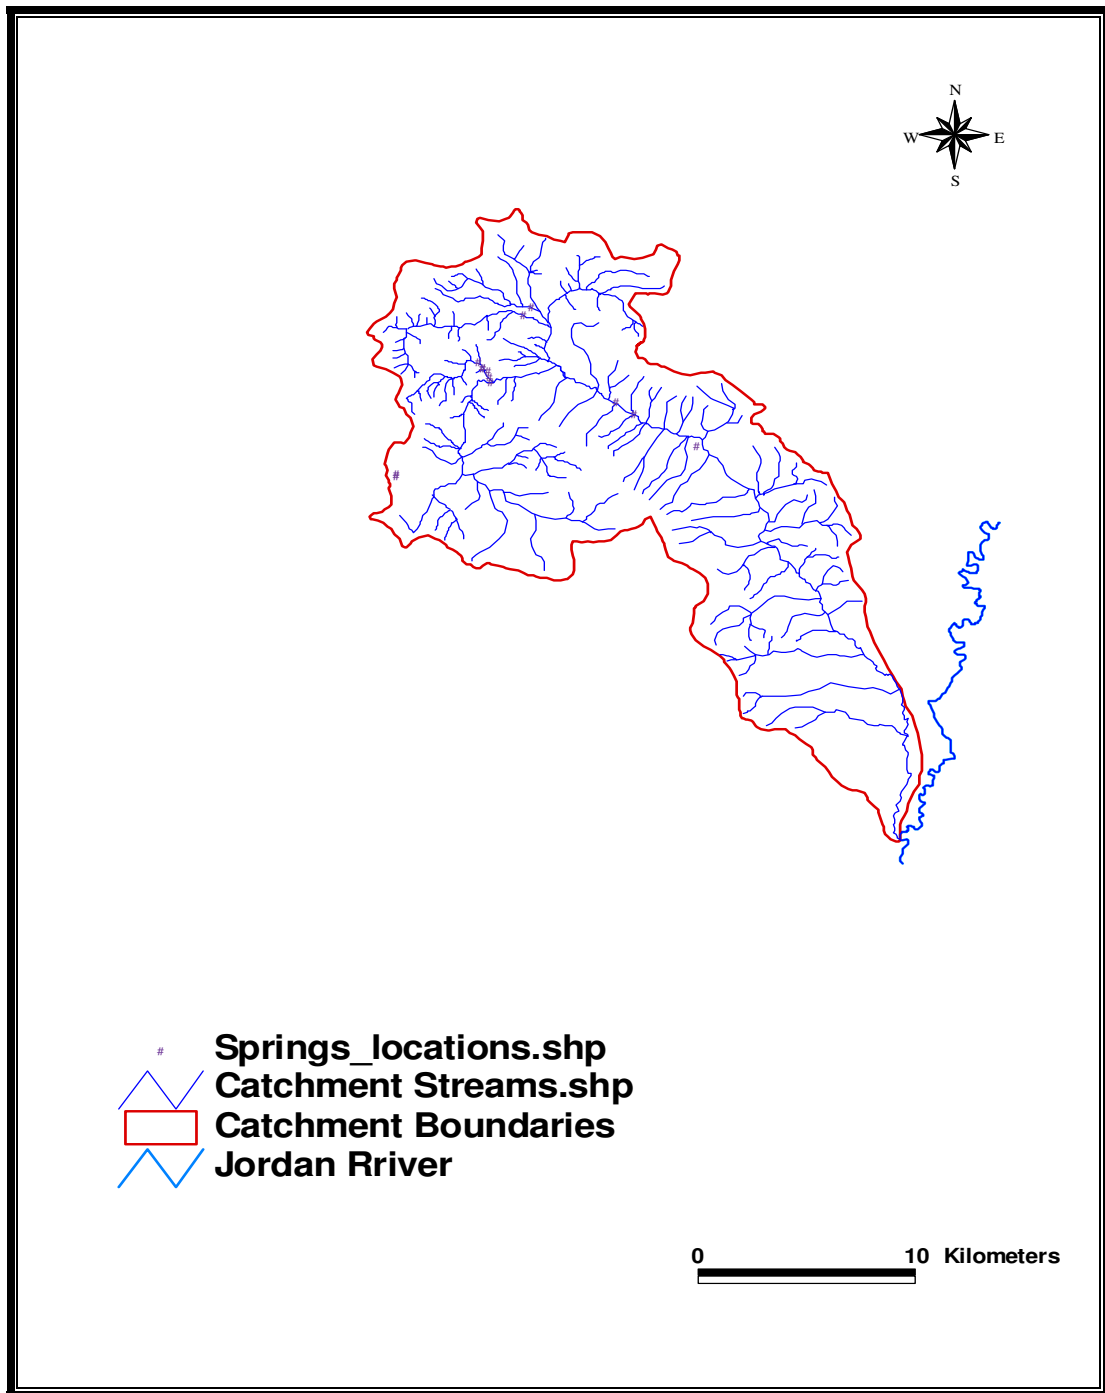 N
W E
S
# Springs_locations.shp
Catchment Streams.shp
Catchment Boundaries
Jordan Rriver
0 10 Kilometers